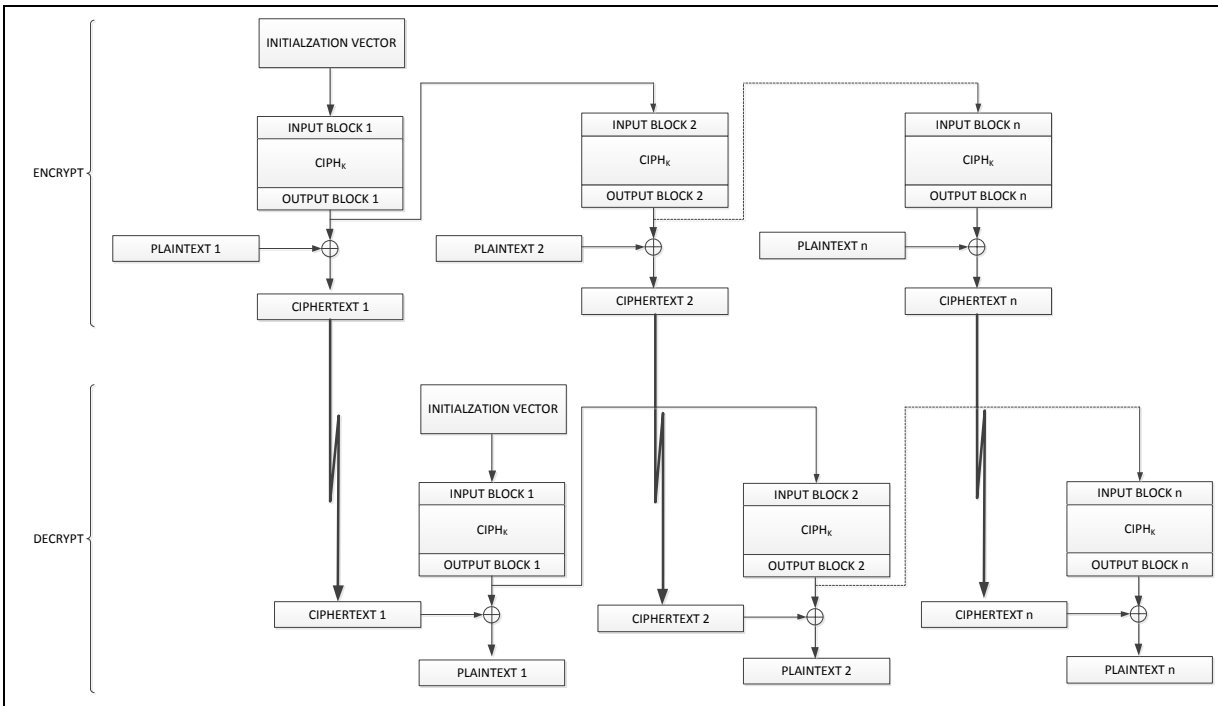 INITIALZATION VECTOR
INPUT BLOCK 1
INPUT BLOCK 2
INPUT BLOCK n
CIPHK
CIPHK
CIPHK
ENCRYPT
OUTPUT BLOCK 1
OUTPUT BLOCK 2
OUTPUT BLOCK n
PLAINTEXT 1
PLAINTEXT 2
PLAINTEXT n
CIPHERTEXT 1
CIPHERTEXT 2
CIPHERTEXT n
INITIALZATION VECTOR
INPUT BLOCK 1
INPUT BLOCK 2
INPUT BLOCK n
CIPHK
CIPHK
CIPHK
DECRYPT
OUTPUT BLOCK 1
OUTPUT BLOCK 2
OUTPUT BLOCK n
CIPHERTEXT 1
CIPHERTEXT 2
CIPHERTEXT n
PLAINTEXT 1
PLAINTEXT 2
PLAINTEXT n